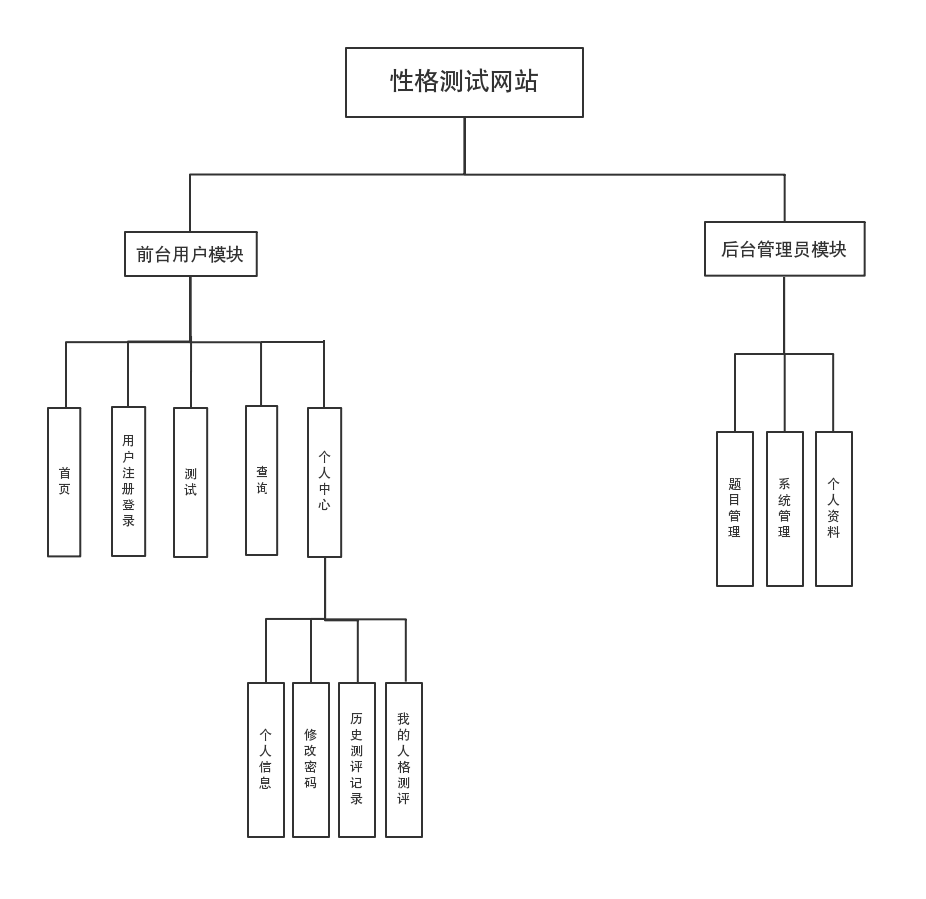 性格测试网站
前台用户模块
后台管理员模块
首页
用户注册登录
测试
查询
个人中心
题目管理
系统管理
个人资料
个人信息
修改密码
历史测评记录
我的人格测评